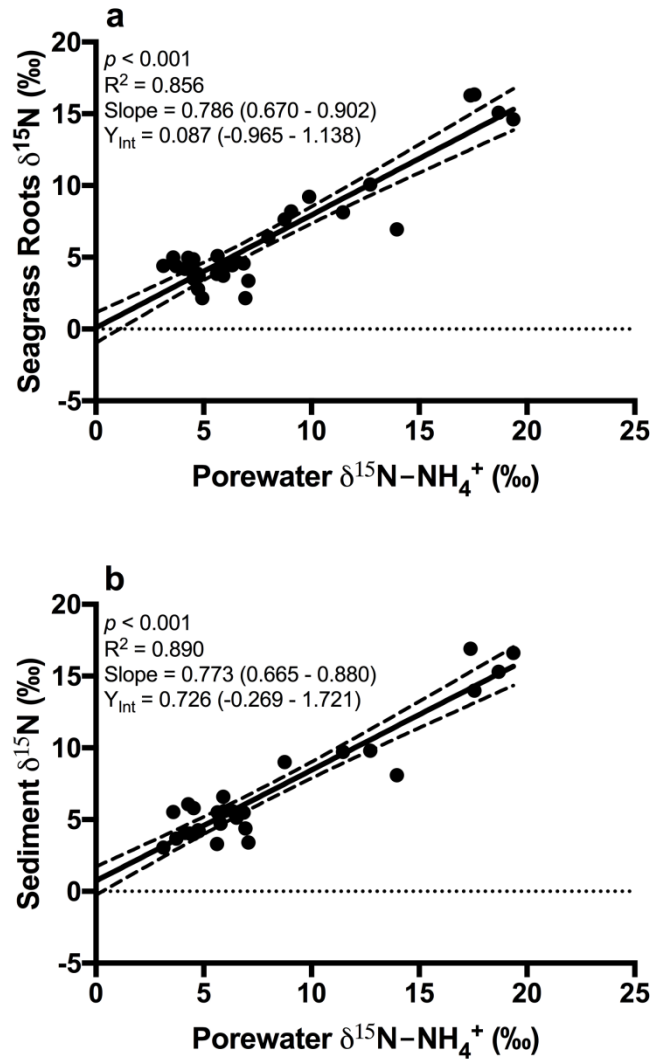 a
20
15
10
5
0
-5
Seagrass Roots δ¹⁵N (‰)
p < 0.001
R² = 0.856
Slope = 0.786 (0.670 - 0.902)
Y_Int = 0.087 (-0.965 - 1.138)
0 5 10 15 20 25
Porewater δ¹⁵N−NH₄⁺ (‰)
b
20
15
10
5
0
-5
Sediment δ¹⁵N (‰)
p < 0.001
R² = 0.890
Slope = 0.773 (0.665 - 0.880)
Y_Int = 0.726 (-0.269 - 1.721)
0 5 10 15 20 25
Porewater δ¹⁵N−NH₄⁺ (‰)